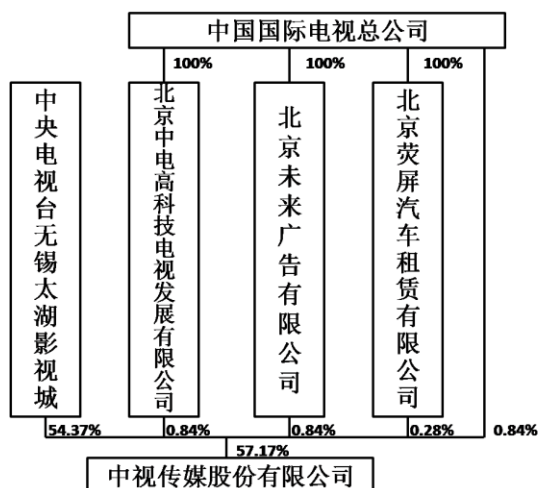 中国国际电视总公司
100%
100%
100%
中央电视台无锡太湖影视城
北京中电高科技电视发展有限公司
北京未来广告有限公司
北京荧屏汽车租赁有限公司
54.37%
0.84%
0.84%
0.28%
0.84%
57.17%
中视传媒股份有限公司